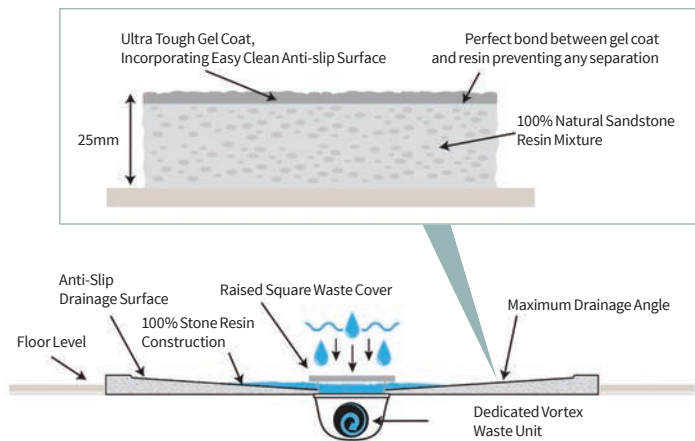 Ultra Tough Gel Coat,
Incorporating Easy Clean Anti-slip Surface
Perfect bond between gel coat
and resin preventing any separation
25mm
100% Natural Sandstone
Resin Mixture
Anti-Slip
Drainage Surface
Raised Square Waste Cover
Maximum Drainage Angle
100% Stone Resin
Construction
Floor Level
Dedicated Vortex
Waste Unit